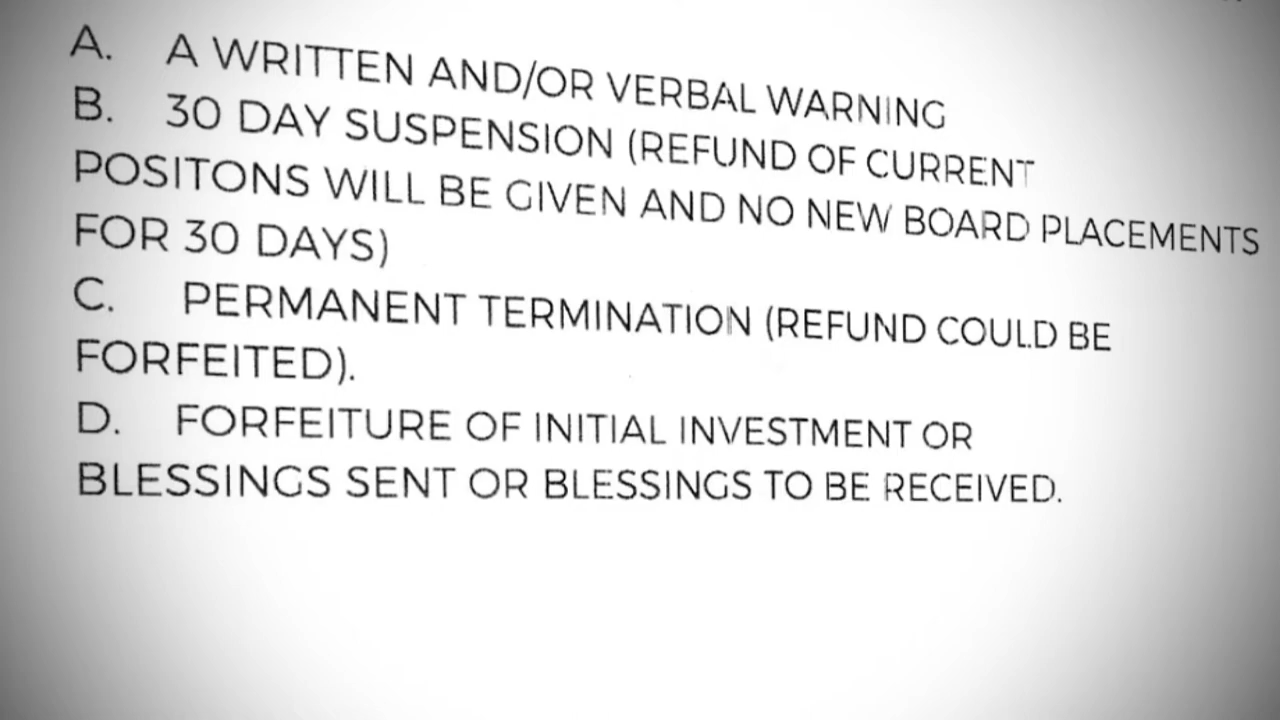 A. A WRITTEN AND/OR VERBAL WARNING
B. 30 DAY SUSPENSION (REFUND OF CURRENT
POSITONS WILL BE GIVEN AND NO NEW BOARD PLACEMENTS
FOR 30 DAYS)
C. PERMANENT TERMINATION (REFUND COULD BE
FORFEITED).
D. FORFEITURE OF INITIAL INVESTMENT OR
BLESSINGS SENT OR BLESSINGS TO BE RECEIVED.